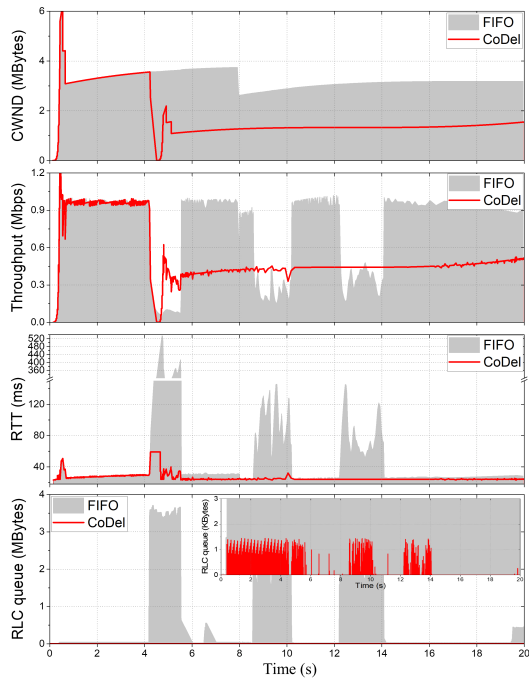 6
4
2
0
CWND (MBytes)
FIFO
CoDel
1.2
0.9
0.6
0.3
0.0
Throughput (Mbps)
FIFO
CoDel
520
480
440
400
360
120
80
40
RTT (ms)
FIFO
CoDel
4
3
2
1
0
RLC queue (MBytes)
FIFO
CoDel
3
2
1
0
RLC queue (KBytes)
0 2 4 6 8 10 12 14 16 18 20
Time (s)
0 2 4 6 8 10 12 14 16 18 20
Time (s)